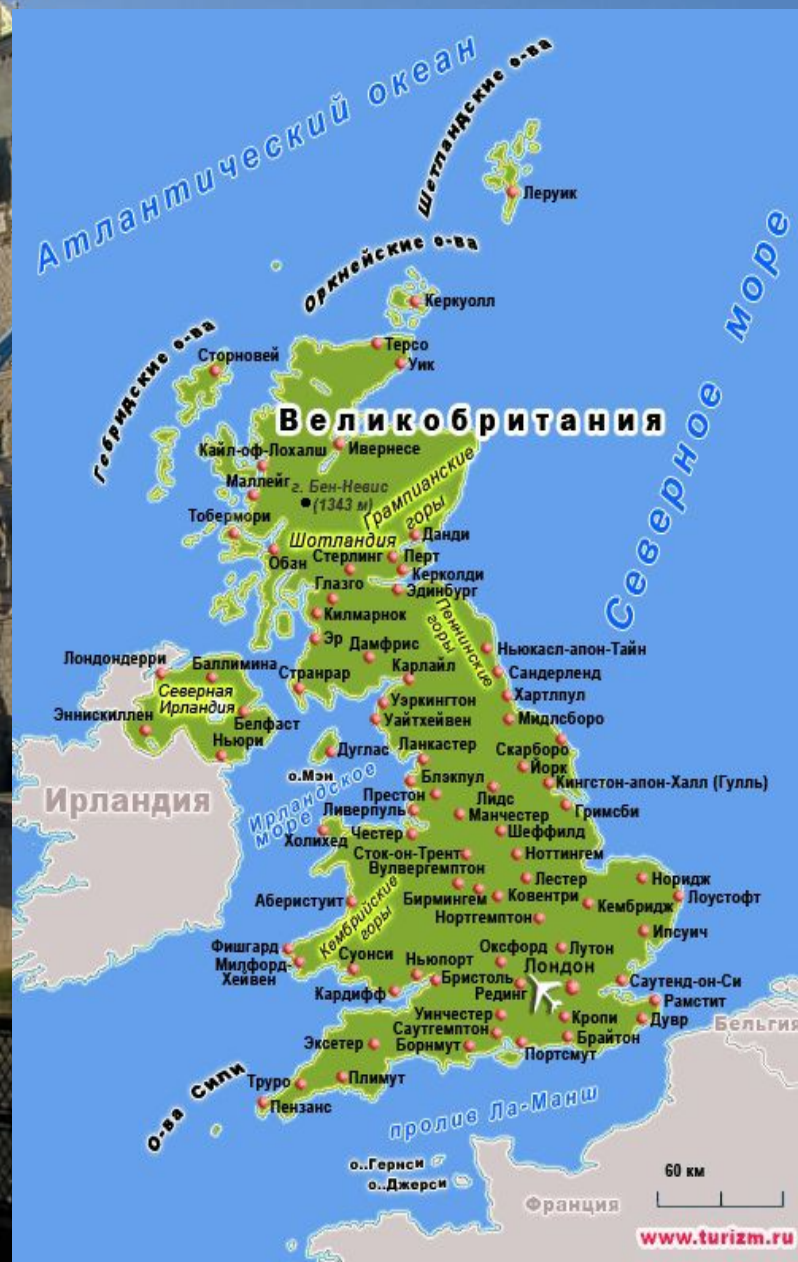 Атлантический океан
Шетландские о-ва
Леруик
Оркнейские о-ва
Керкуолл
Северное море
Гебридские о-ва
Сторновей
Терсо
Уик
Великобритания
Кайл-оф-Лохалш
Ивернесе
Маллейг
г. Бен-Невис
(1343 м)
Грампианские
горы
Тобермори
Шотландия
Данди
Обан
Стерлинг
Перт
Керколди
Глазго
Эдинбург
Килмарнок
Пеннинские
горы
Эр
Дамфрис
Ньюкасл-апон-Тайн
Лондондерри
Баллимина
Странрар
Карлайл
Сандерленд
Северная
Ирландия
Уэркингтон
Хартлпул
Эннискиллен
Белфаст
Уайтхейвен
Мидлсборо
Ньюри
Дуглас
Ланкастер
Скарборо
Йорк
о.Мэн
Блэкпул
Кингстон-апон-Халл (Гулль)
Ирландия
Ирландское
море
Престон
Лидс
Гримсби
Ливерпуль
Манчестер
Холихед
Честер
Шеффилд
Сток-он-Трент
Ноттингем
Вулвергемптон
Лестер
Норидж
Аберистуит
Бирмингем
Ковентри
Кембридж
Лоустофт
Кембрийские
горы
Нортгемптон
Ипсуич
Фишгард
Суонси
Ньюпорт
Оксфорд
Лутон
Милфорд-
Хейвен
Лондон
Бристоль
Саутенд-он-Си
Кардифф
Рединг
Рамстит
Уинчестер
Кропи
Дувр
Бельгия
Эксетер
Саутгемптон
Борнмут
Брайтон
Портсмут
О-ва Сили
Труро
Плимут
Пензанс
пролив Ла-Манш
о..Гернси
о..Джерси
60 км
Франция
www.turizm.ru